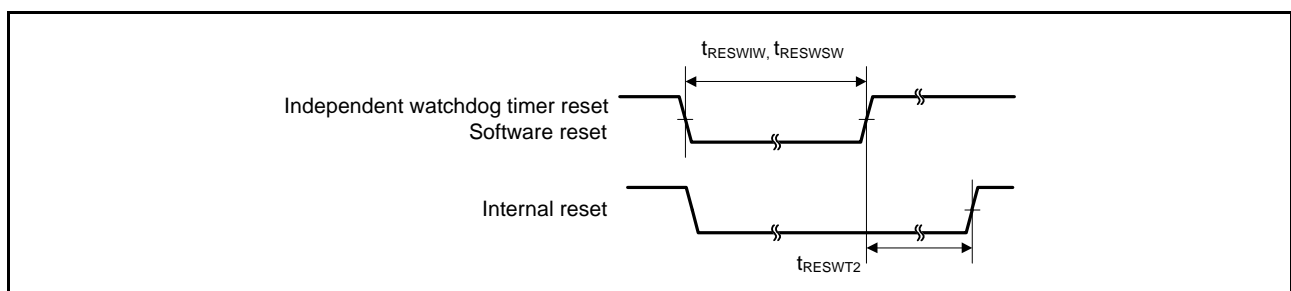 tRESWIW, tRESWSW
Independent watchdog timer reset
Software reset
Internal reset
tRESWT2